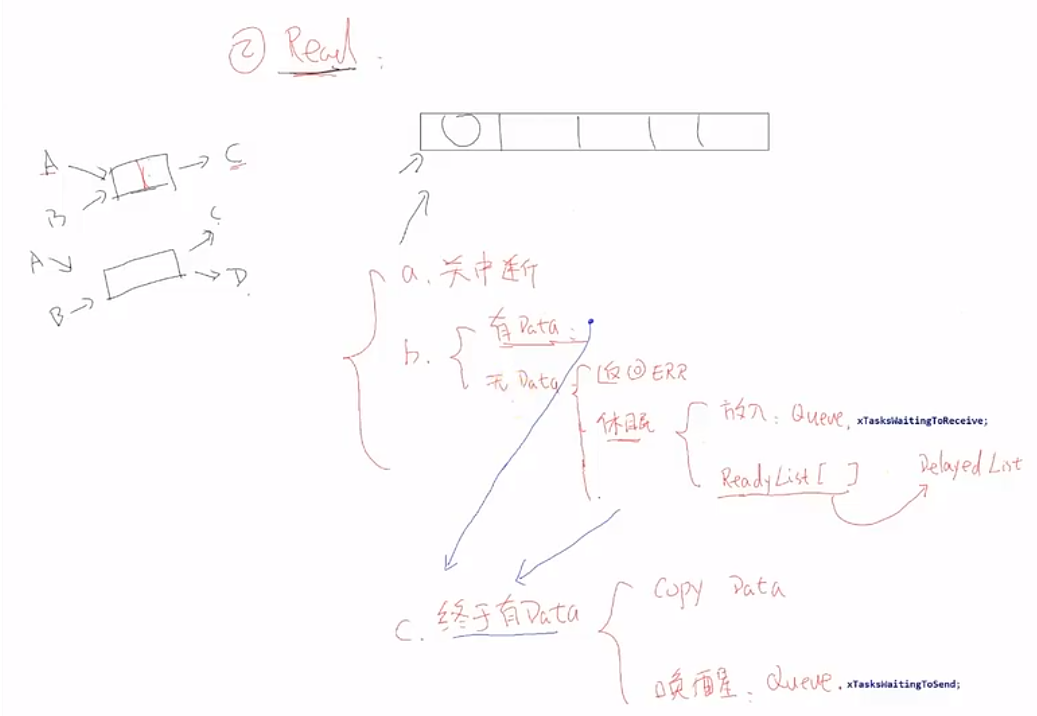 ② Read:
A
C
B
C
A
D
B
a. 关中断
b.
有Data:
无Data
返回ERR
休眠
放入: Queue. xTasksWaitingToReceive;
ReadyList[ ]
Delayed List
c. 终于有Data
Copy Data
唤醒: Queue. xTasksWaitingToSend;